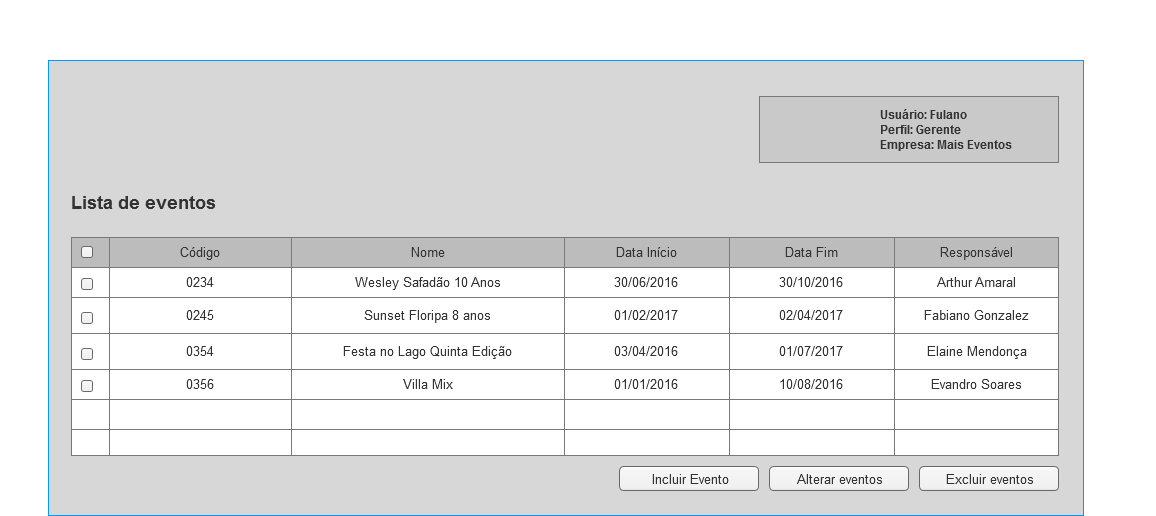 Usuário: Fulano
Perfil: Gerente
Empresa: Mais Eventos
Lista de eventos
Código Nome Data Início Data Fim Responsável
0234 Wesley Safadão 10 Anos 30/06/2016 30/10/2016 Arthur Amaral
0245 Sunset Floripa 8 anos 01/02/2017 02/04/2017 Fabiano Gonzalez
0354 Festa no Lago Quinta Edição 03/04/2016 01/07/2017 Elaine Mendonça
0356 Villa Mix 01/01/2016 10/08/2016 Evandro Soares
Incluir Evento Alterar eventos Excluir eventos